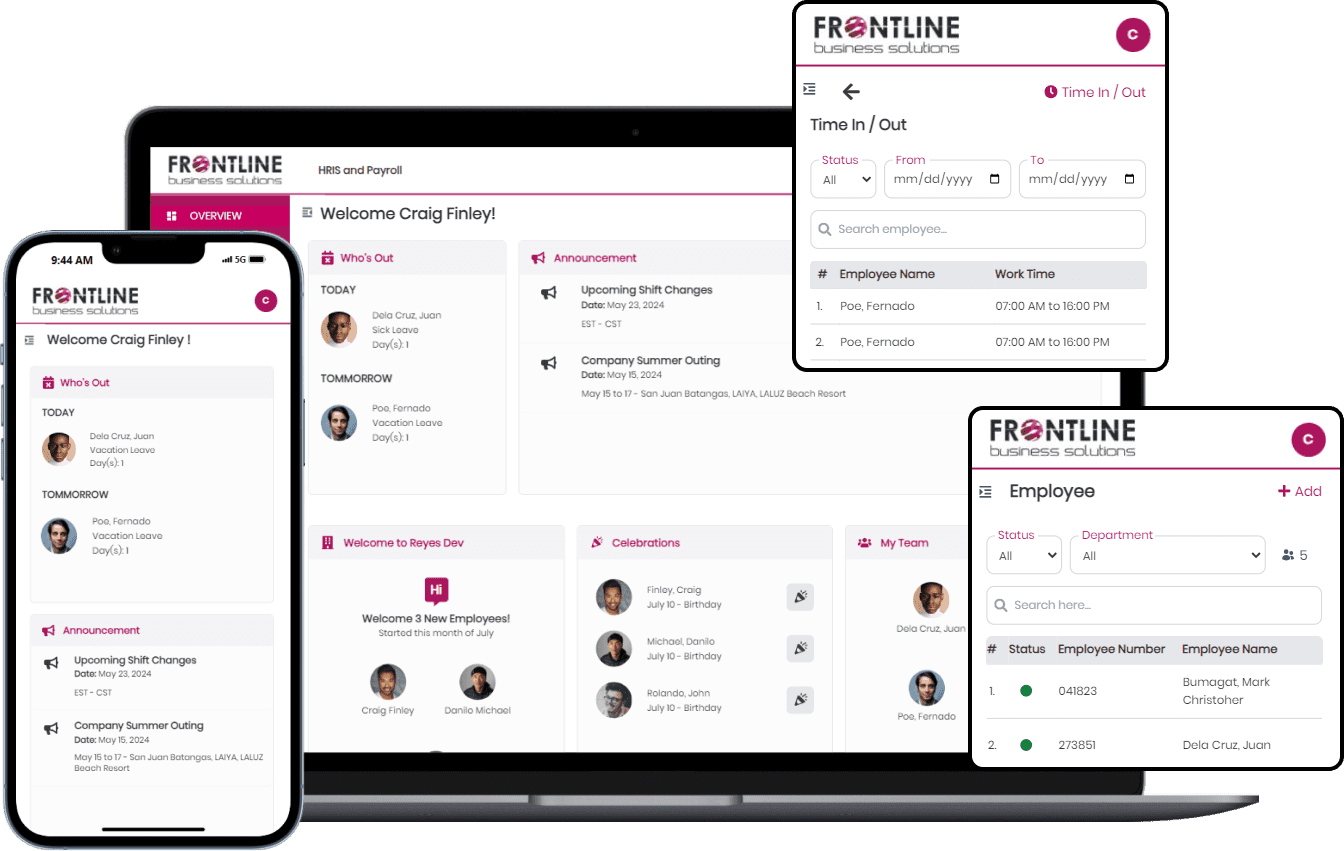 FRONTLINE
business solutions
HRIS and Payroll
OVERVIEW
Welcome Craig Finley!
Who's Out
TODAY
Dela Cruz, Juan
Sick Leave
Day(s): 1
TOMMORROW
Poe, Fernado
Vacation Leave
Day(s): 1
Announcement
Upcoming Shift Changes
Date: May 23, 2024
EST - CST
Company Summer Outing
Date: May 15, 2024
May 15 to 17 - San Juan Batangas, LAIYA, LALUZ Beach Resort
Welcome to Reyes Dev
Hi
Welcome 3 New Employees!
Started this month of July
Craig Finley
Danilo Michael
Celebrations
Finley, Craig
July 10 - Birthday
Michael, Danilo
July 10 - Birthday
Rolando, John
July 10 - Birthday
My Team
Dela Cruz, Juan
Poe, Fernado
9:44 AM
5G
FRONTLINE
business solutions
C
Welcome Craig Finley !
Who's Out
TODAY
Dela Cruz, Juan
Vacation Leave
Day(s): 1
TOMMORROW
Poe, Fernado
Vacation Leave
Day(s): 1
Announcement
Upcoming Shift Changes
Date: May 23, 2024
EST - CST
Company Summer Outing
Date: May 15, 2024
May 15 to 17 - San Juan Batangas, LAIYA, LALUZ
Beach Resort
FRONTLINE
business solutions
C
Time In / Out
Time In / Out
Status
All
From
mm/dd/yyyy
To
mm/dd/yyyy
Search employee...
# Employee Name Work Time
1. Poe, Fernado 07:00 AM to 16:00 PM
2. Poe, Fernado 07:00 AM to 16:00 PM
FRONTLINE
business solutions
C
Employee
+ Add
Status
All
Department
All
5
Search here...
# Status Employee Number Employee Name
1. 041823 Bumagat, Mark
Christoher
2. 273851 Dela Cruz, Juan